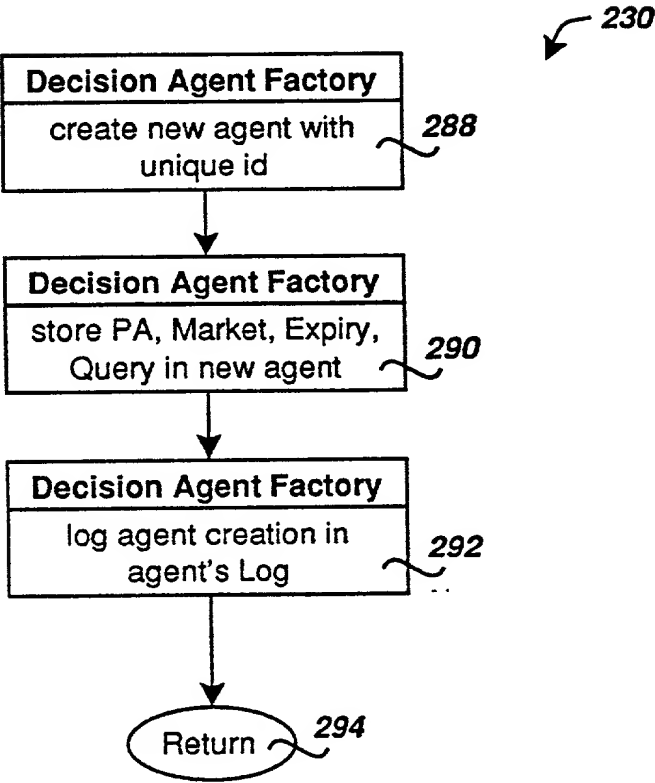 230
Decision Agent Factory
create new agent with
unique id
288
Decision Agent Factory
store PA, Market, Expiry,
Query in new agent
290
Decision Agent Factory
log agent creation in
agent's Log
292
Return
294